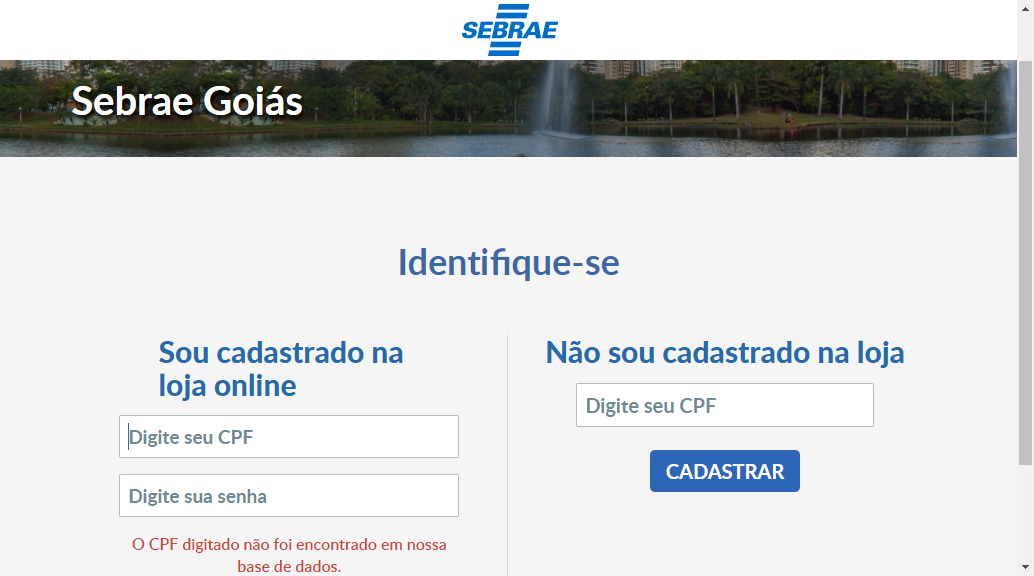 SEBRAE
Sebrae Goiás
Identifique-se
Sou cadastrado na
loja online
Digite seu CPF
Digite sua senha
O CPF digitado não foi encontrado em nossa
base de dados.
Não sou cadastrado na loja
Digite seu CPF
CADASTRAR